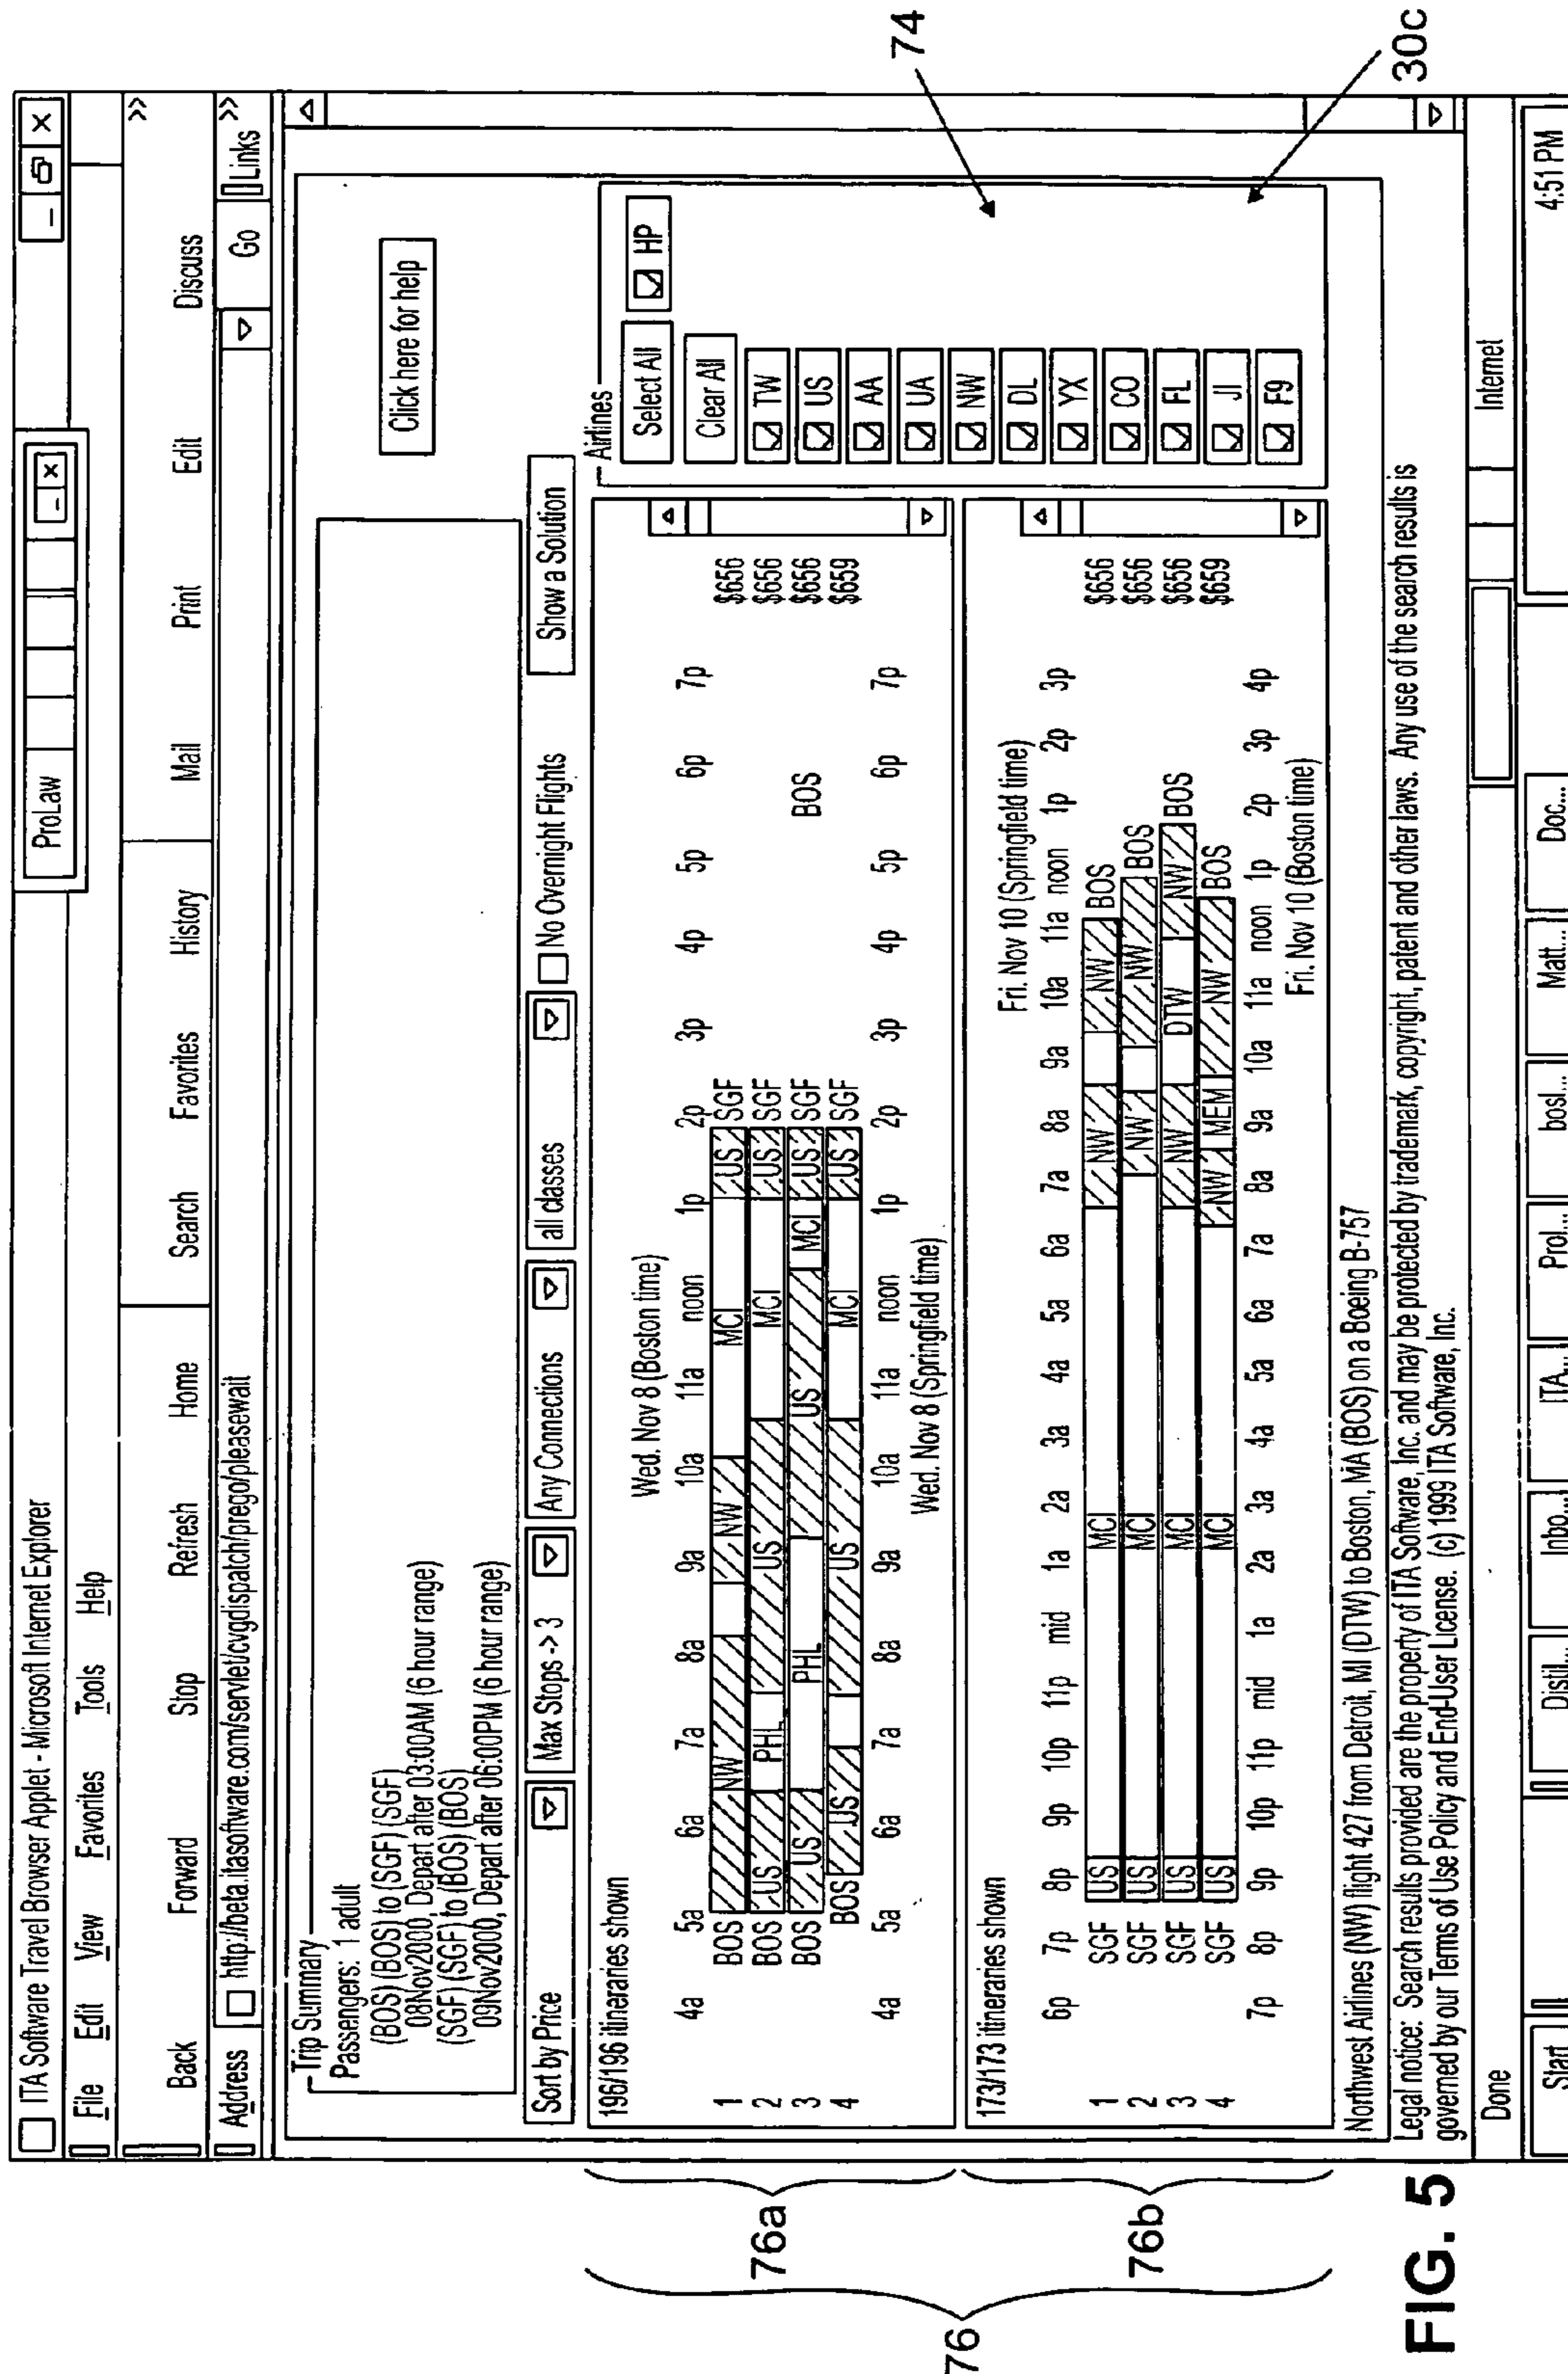 ITA Software Travel Browser Applet - Microsoft Internet Explorer
ProLaw
File Edit View Favorites Tools Help
Back Forward Stop Refresh Home Search Favorites History Mail Print Edit Discuss
Address http://beta.itasoftware.com/servlet/cvgdispatch/prego/pleasewait Go Links
Trip Summary
Passengers: 1 adult
(BOS) (BOS) to (SGF) (SGF)
08Nov2000, Depart after 03:00AM (6 hour range)
(SGF) (SGF) to (BOS) (BOS)
09Nov2000, Depart after 06:00PM (6 hour range)
Click here for help
Sort by Price Max Stops -> 3 Any Connections all classes No Overnight Flights Show a Solution
196/196 itineraries shown
Wed. Nov 8 (Boston time)
4a 5a 6a 7a 8a 9a 10a 11a noon 1p 2p 3p 4p 5p 6p 7p
1 BOS NW NW MCI US SGF $656
2 BOS US PHL US MCI US SGF $656
3 BOS US PHL US MCI US SGF BOS $656
4 BOS US US MCI US SGF $659
4a 5a 6a 7a 8a 9a 10a 11a noon 1p 2p 3p 4p 5p 6p 7p
Wed. Nov 8 (Springfield time)
173/173 itineraries shown
Fri. Nov 10 (Springfield time)
6p 7p 8p 9p 10p 11p mid 1a 2a 3a 4a 5a 6a 7a 8a 9a 10a 11a noon 1p 2p 3p
1 SGF US MCI NW NW BOS $656
2 SGF US MCI NW NW BOS $656
3 SGF US MCI NW DTW NW BOS $656
4 SGF US MCI NW MEM NW BOS $659
7p 8p 9p 10p 11p mid 1a 2a 3a 4a 5a 6a 7a 8a 9a 10a 11a noon 1p 2p 3p 4p
Fri. Nov 10 (Boston time)
Airlines
Select All HP
Clear All
TW
US
AA
UA
NW
DL
YX
CO
FL
JI
F9
Northwest Airlines (NW) flight 427 from Detroit, MI (DTW) to Boston, MA (BOS) on a Boeing B-757
Legal notice: Search results provided are the property of ITA Software, Inc. and may be protected by trademark, copyright, patent and other laws. Any use of the search results is
governed by our Terms of Use Policy and End-User License. (c) 1999 ITA Software, Inc.
Done Internet
Start Distil... Inbo... ITA... Prol... bosl... Matt... Doc... 4:51 PM
76
76a
76b
74
30c
FIG. 5